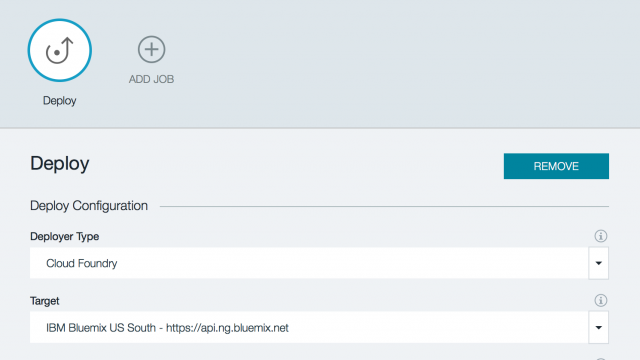 ADD JOB
Deploy
Deploy
REMOVE
Deploy Configuration
Deployer Type
Cloud Foundry
Target
IBM Bluemix US South - https://api.ng.bluemix.net